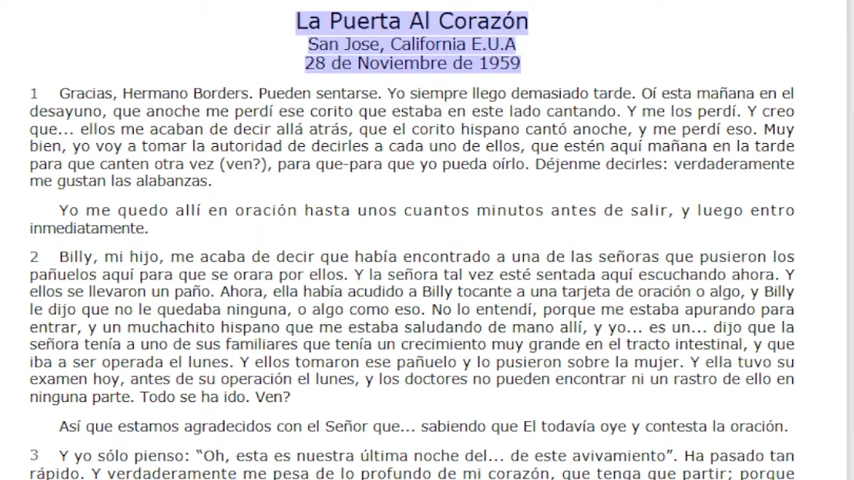 La Puerta Al Corazón
San Jose, California E.U.A
28 de Noviembre de 1959
1 Gracias, Hermano Borders. Pueden sentarse. Yo siempre llego demasiado tarde. Oí esta mañana en el
desayuno, que anoche me perdí ese corito que estaba en este lado cantando. Y me los perdí. Y creo
que... ellos me acaban de decir allá atrás, que el corito hispano cantó anoche, y me perdí eso. Muy
bien, yo voy a tomar la autoridad de decirles a cada uno de ellos, que estén aquí mañana en la tarde
para que canten otra vez (ven?), para que-para que yo pueda oírlo. Déjenme decirles: verdaderamente
me gustan las alabanzas.
Yo me quedo allí en oración hasta unos cuantos minutos antes de salir, y luego entro
inmediatamente.
2 Billy, mi hijo, me acaba de decir que había encontrado a una de las señoras que pusieron los
pañuelos aquí para que se orara por ellos. Y la señora tal vez esté sentada aquí escuchando ahora. Y
ellos se llevaron un paño. Ahora, ella había acudido a Billy tocante a una tarjeta de oración o algo, y Billy
le dijo que no le quedaba ninguna, o algo como eso. No lo entendí, porque me estaba apurando para
entrar, y un muchachito hispano que me estaba saludando de mano allí, y yo... es un... dijo que la
señora tenía a uno de sus familiares que tenía un crecimiento muy grande en el tracto intestinal, y que
iba a ser operada el lunes. Y ellos tomaron ese pañuelo y lo pusieron sobre la mujer. Y ella tuvo su
examen hoy, antes de su operación el lunes, y los doctores no pueden encontrar ni un rastro de ello en
ninguna parte. Todo se ha ido. Ven?
Así que estamos agradecidos con el Señor que... sabiendo que El todavía oye y contesta la oración.
3 Y yo sólo pienso: “Oh, esta es nuestra última noche del... de este avivamiento”. Ha pasado tan
rápido. Y verdaderamente me pesa de lo profundo de mi corazón, que tenga que partir; porque